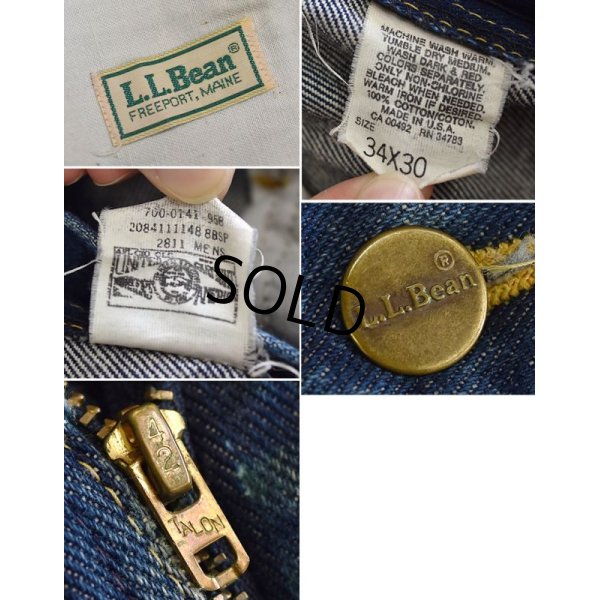 L.L.Bean®
FREEPORT, MAINE
MACHINE WASH WARM,
TUMBLE DRY MEDIUM.
WASH DARK & RED
COLORS SEPARATELY.
ONLY NON-CHLORINE
BLEACH WHEN NEEDED.
WARM IRON IF DESIRED.
100% COTTON/COTON.
MADE IN U.S.A.
CA 00492 RN 34783
SIZE
34X30
700-0141 958
2084111148 8BSP
2811 MENS
SOLD
®
L.L.Bean
42
TALON